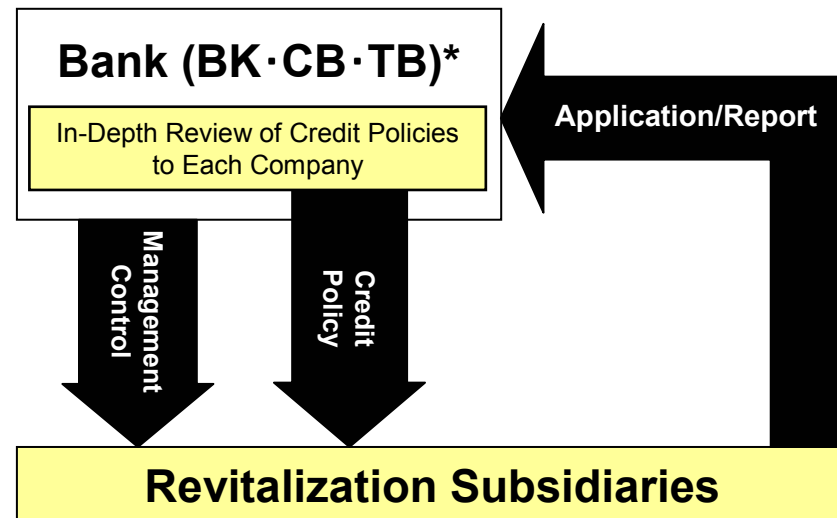 Bank (BK·CB·TB)*
In-Depth Review of Credit Policies
to Each Company
Application/Report
Management
Control
Credit
Policy
Revitalization Subsidiaries